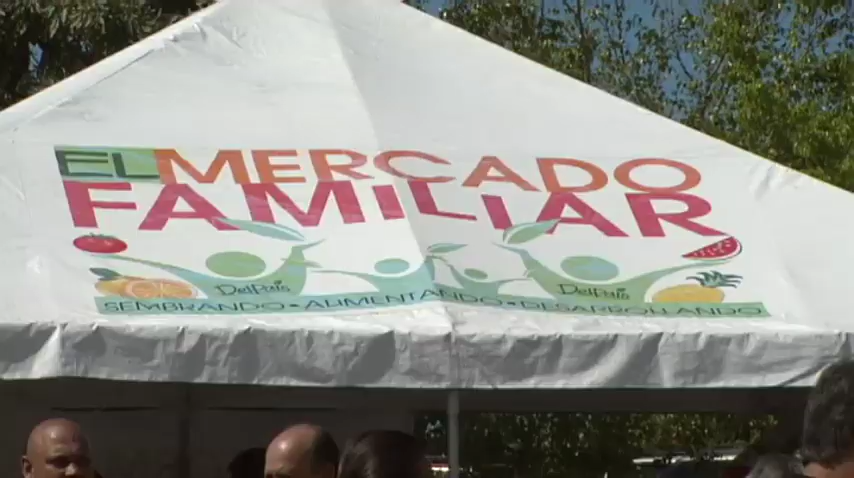 EL MERCADO
FAMILIAR
DelPaís DelPaís
SEMBRANDO • ALIMENTANDO • DESARROLLANDO